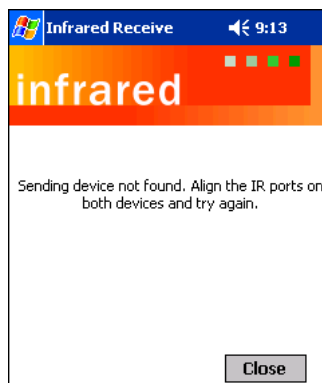 Infrared Receive 9:13
infrared
Sending device not found. Align the IR ports on
both devices and try again.
Close